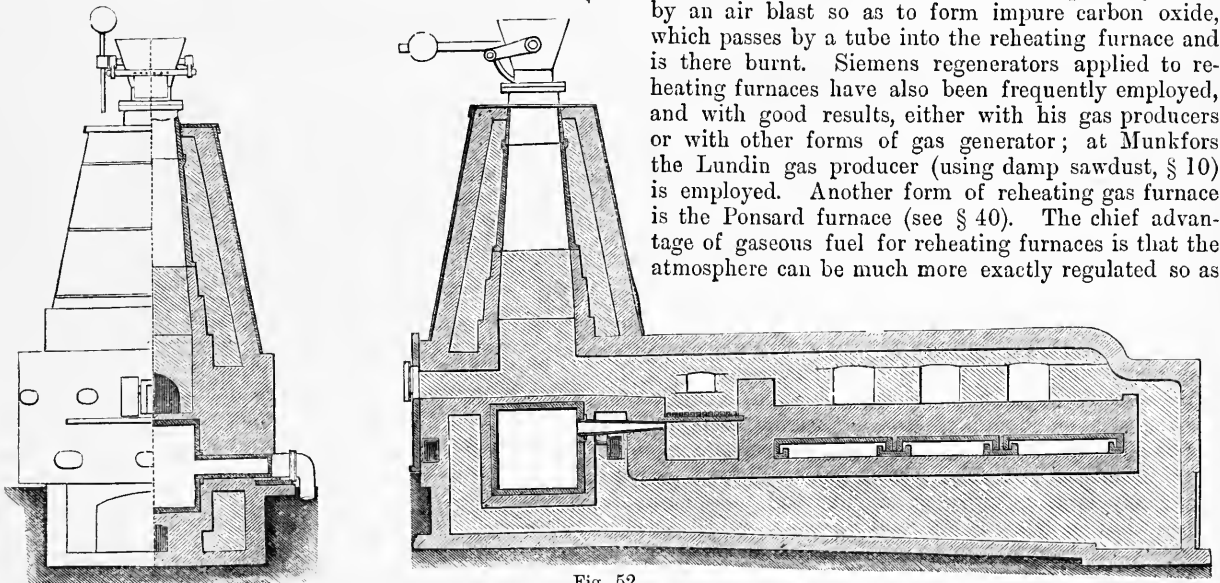 by an air blast so as to form impure carbon oxide,
which passes by a tube into the reheating furnace and
is there burnt. Siemens regenerators applied to re-
heating furnaces have also been frequently employed,
and with good results, either with his gas producers
or with other forms of gas generator; at Munkfors
the Lundin gas producer (using damp sawdust, § 10)
is employed. Another form of reheating gas furnace
is the Ponsard furnace (see § 40). The chief advan-
tage of gaseous fuel for reheating furnaces is that the
atmosphere can be much more exactly regulated so as
Fig. 52